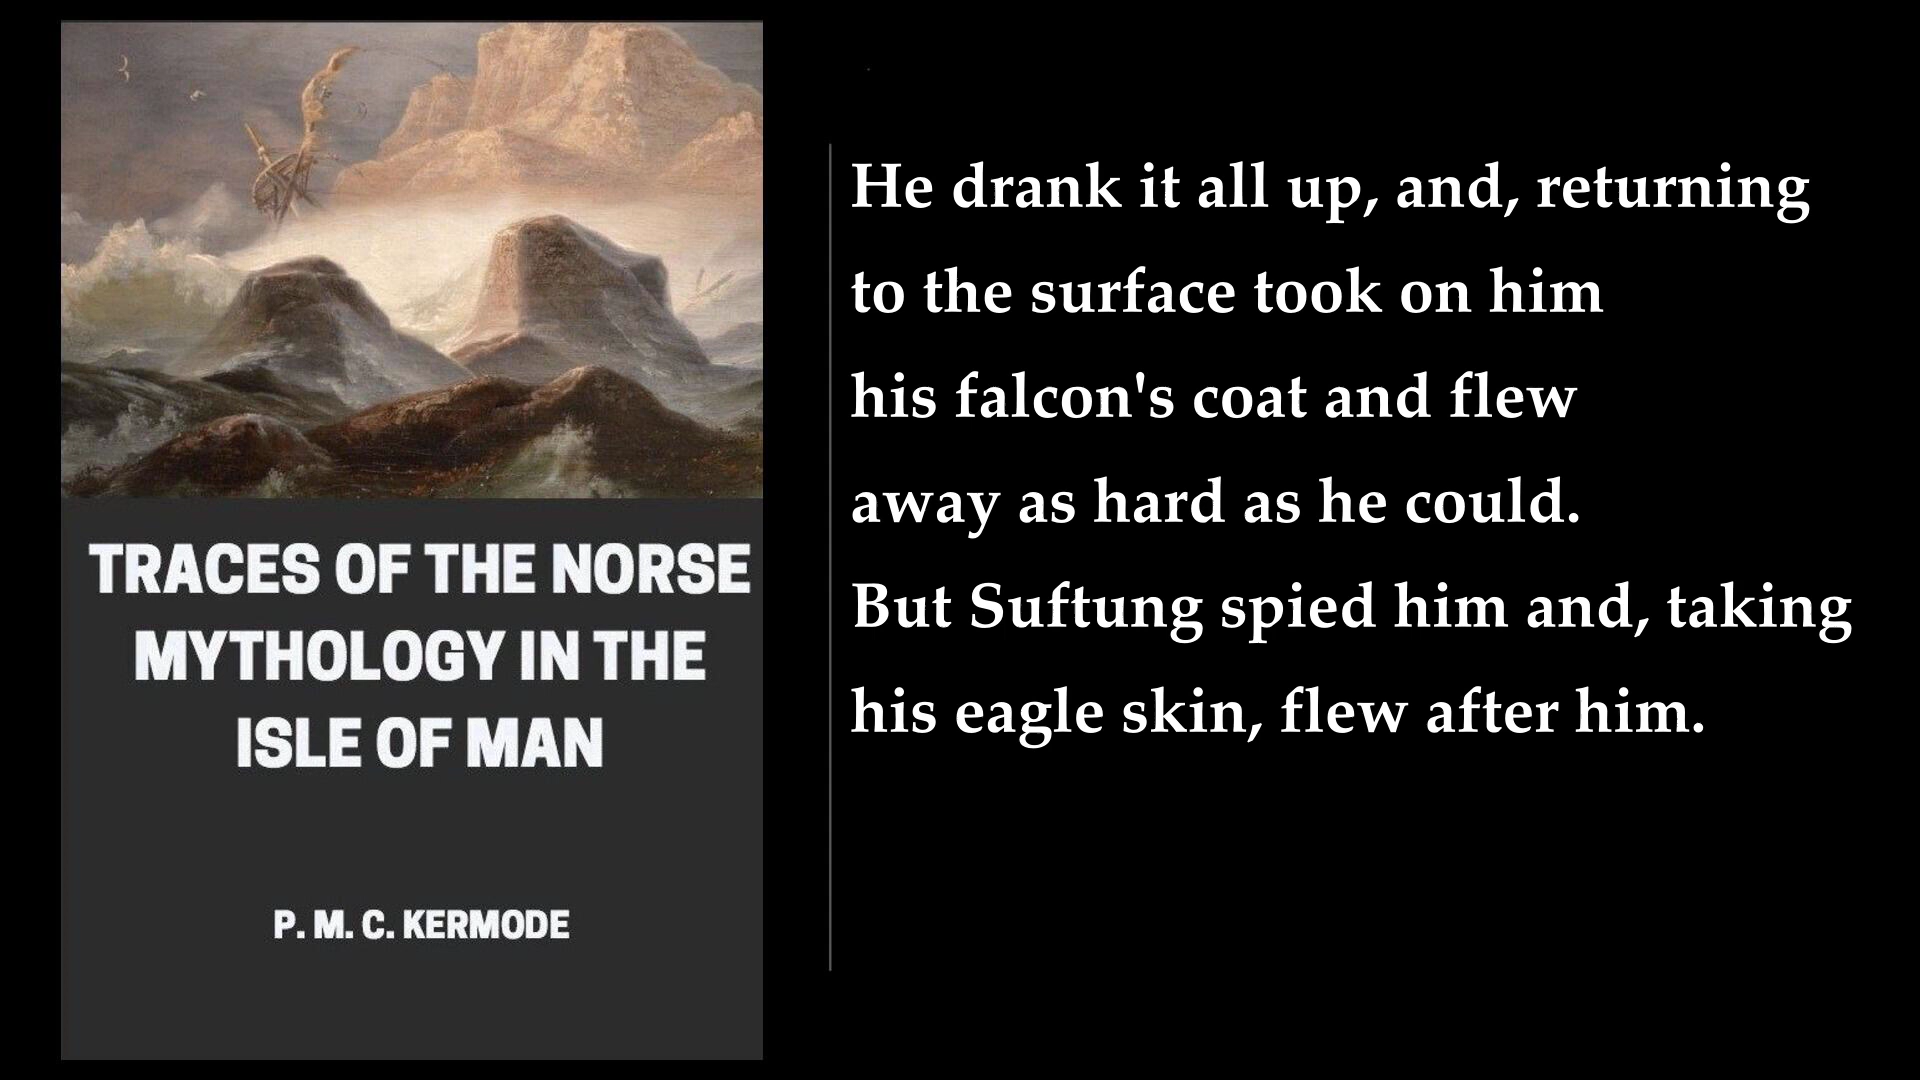 TRACES OF THE NORSE
MYTHOLOGY IN THE
ISLE OF MAN
P. M. C. KERMODE
He drank it all up, and, returning
to the surface took on him
his falcon's coat and flew
away as hard as he could.
But Suftung spied him and, taking
his eagle skin, flew after him.